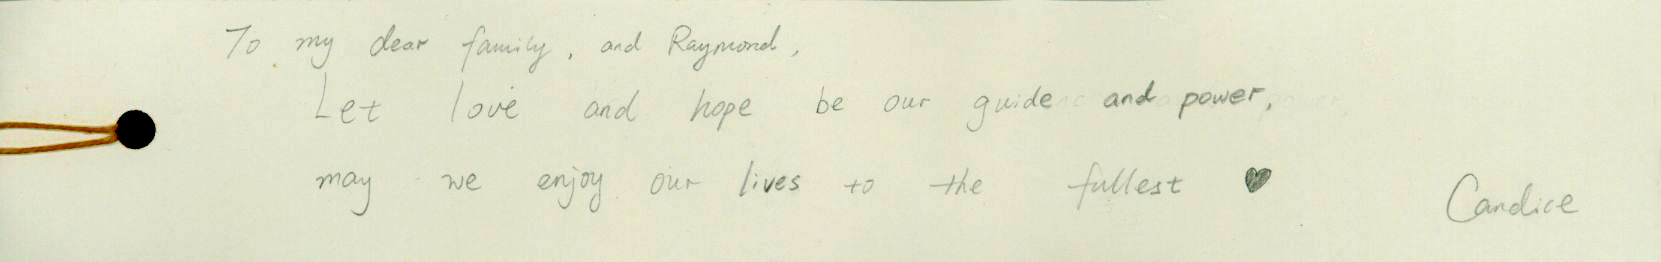 To my dear family, and Raymond,
Let love and hope be our guide and power,
may we enjoy our lives to the fullest ♥
Candice